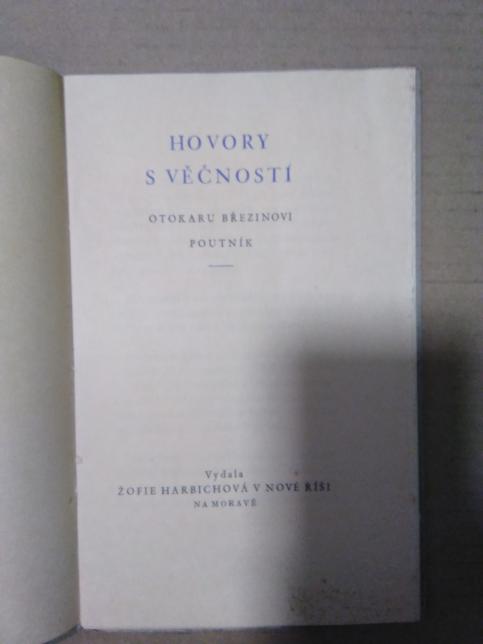 HOVORY
S VĚČNOSTÍ
OTOKARU BŘEZINOVI
POUTNÍK
Vydala
ŽOFIE HARBICHOVÁ V NOVÉ ŘÍŠI
NA MORAVĚ